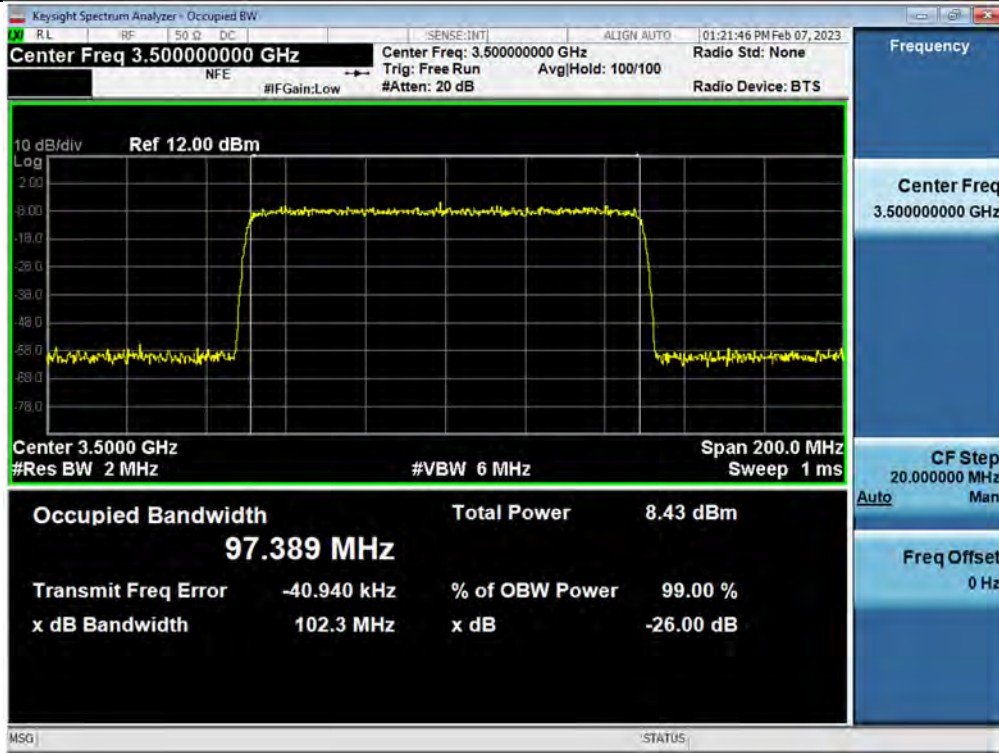 Keysight Spectrum Analyzer - Occupied BW
LXI RL RF 50 Ω DC SENSE:INT ALIGN AUTO 01:21:46 PM Feb 07, 2023
Center Freq 3.500000000 GHz
NFE
#IFGain:Low
Center Freq: 3.500000000 GHz
Trig: Free Run Avg|Hold: 100/100
#Atten: 20 dB
Radio Std: None
Radio Device: BTS
10 dB/div Ref 12.00 dBm
Log
2.00
-8.00
-18.0
-28.0
-38.0
-48.0
-58.0
-68.0
-78.0
Center 3.5000 GHz Span 200.0 MHz
#Res BW 2 MHz #VBW 6 MHz Sweep 1 ms
Occupied Bandwidth Total Power 8.43 dBm
97.389 MHz
Transmit Freq Error -40.940 kHz % of OBW Power 99.00 %
x dB Bandwidth 102.3 MHz x dB -26.00 dB
Frequency
Center Freq
3.500000000 GHz
CF Step
20.000000 MHz
Auto Man
Freq Offset
0 Hz
MSG STATUS